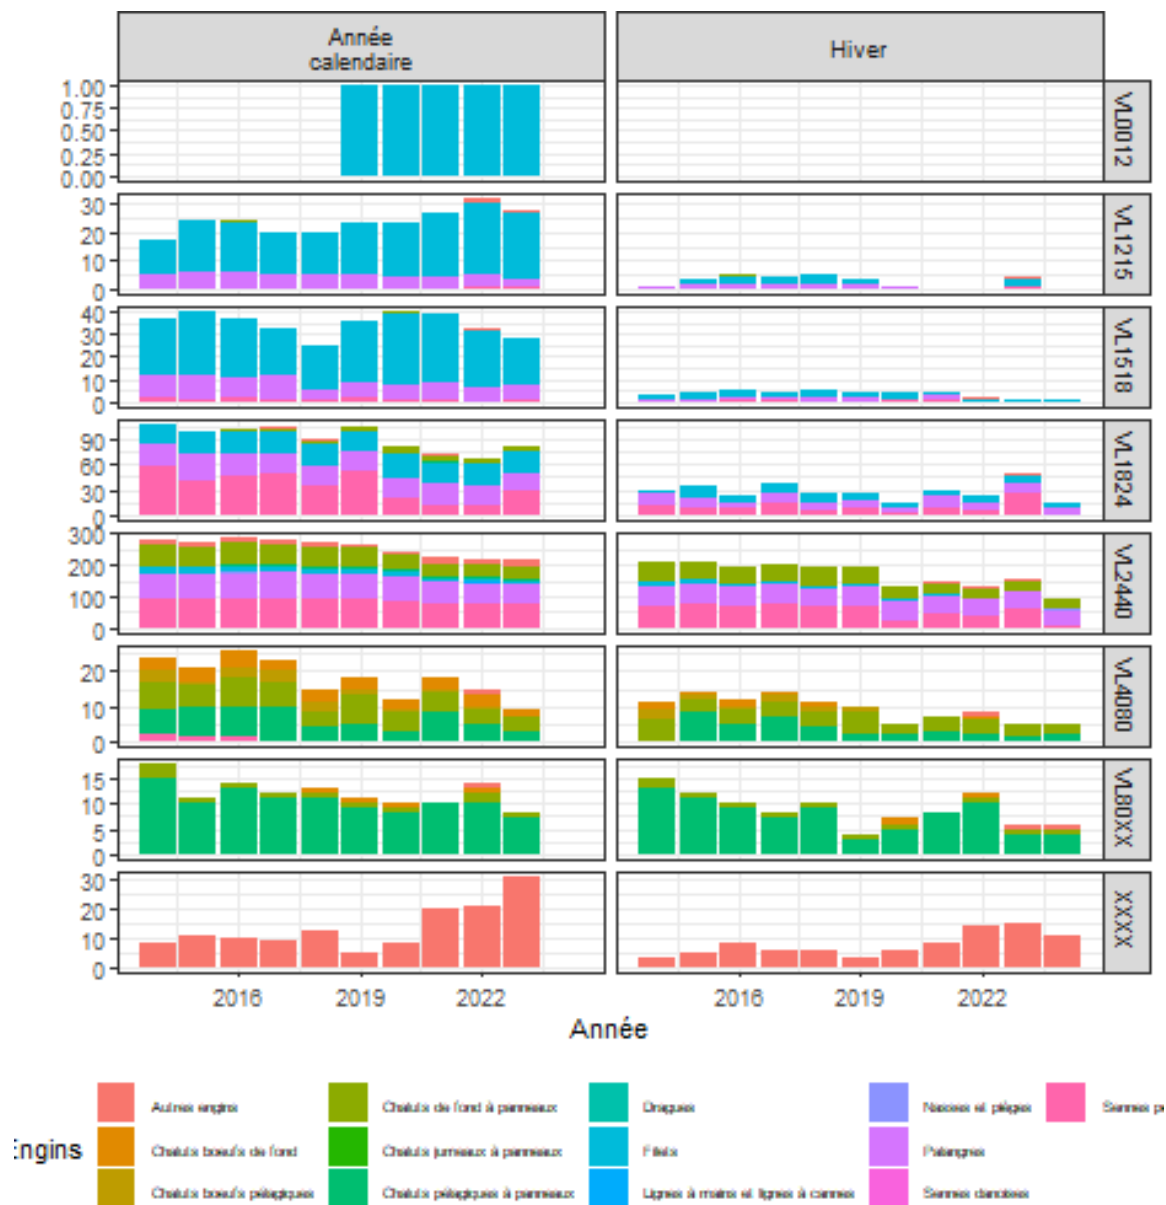 Année
calendaire
Hiver
1.00
0.75
0.50
0.25
0.00
VL0012
30
20
10
0
VL1215
40
30
20
10
0
VL1518
90
60
30
0
VL1824
300
200
100
0
VL2440
20
10
0
VL4080
15
10
5
0
VL80XX
30
20
10
0
XXXX
2016 2019 2022 2016 2019 2022
Année
Engins
Autres engins Chaluts de fond à panneaux Dragues Nasses et pièges Sennes pe
Chaluts boeufs de fond Chaluts jumeaux à panneaux Filets Palangres
Chaluts boeufs pélagiques Chaluts pélagiques à panneaux Lignes à mains et lignes à cannes Sennes danoises